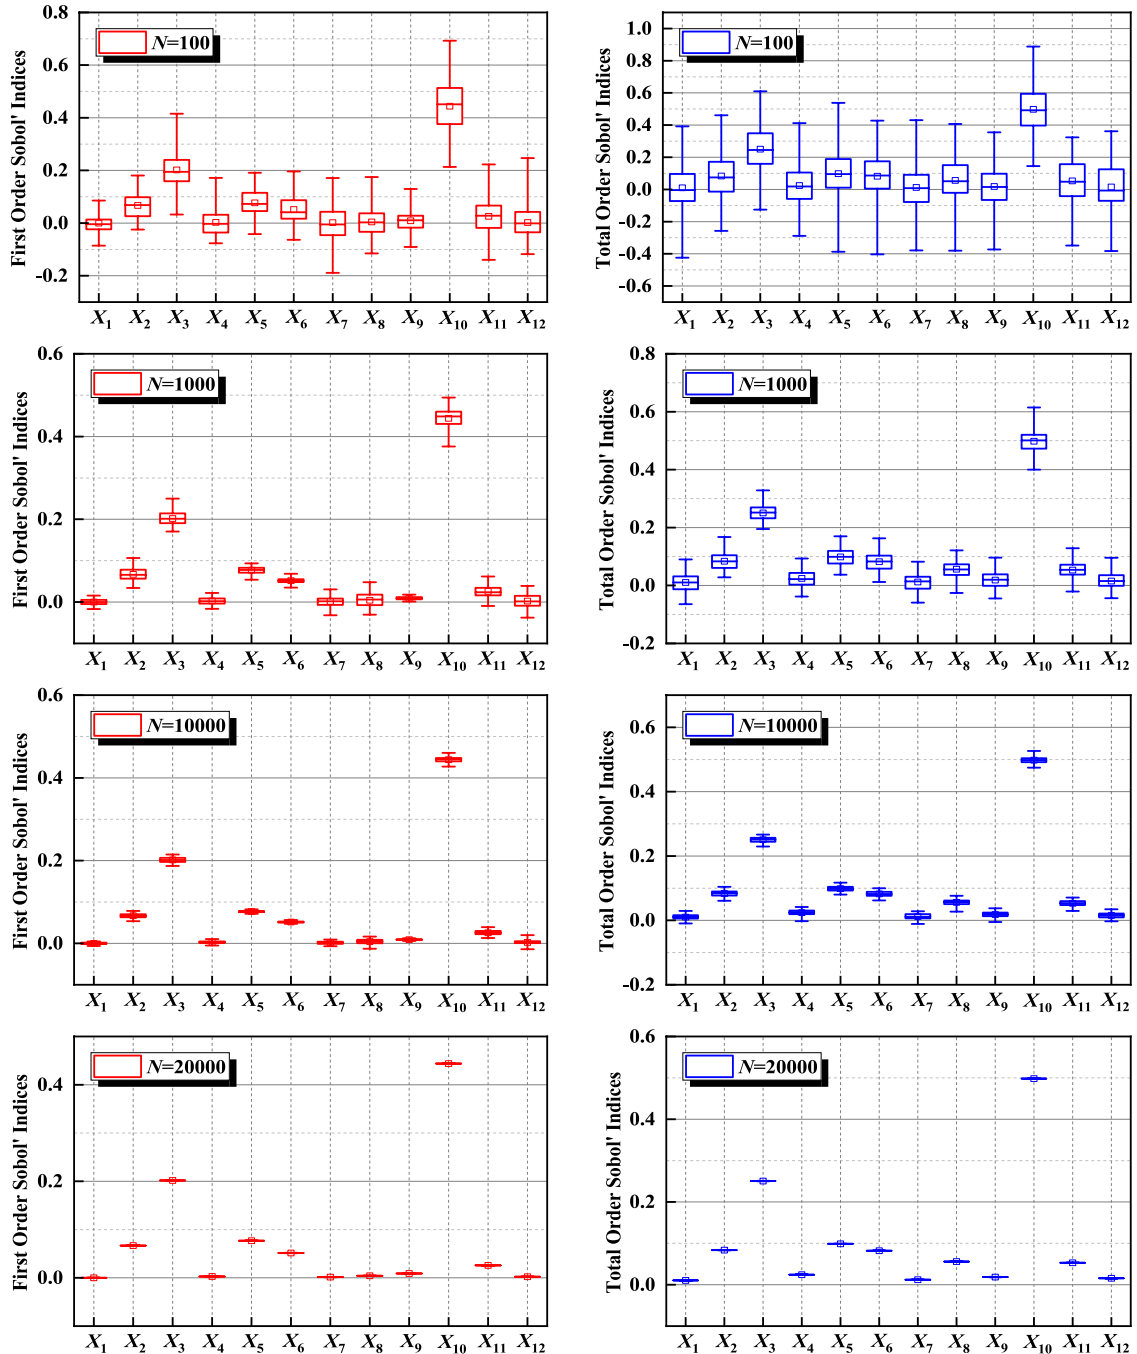 First Order Sobol' Indices
0.8
0.6
0.4
0.2
0.0
-0.2
N=100
X1 X2 X3 X4 X5 X6 X7 X8 X9 X10 X11 X12
Total Order Sobol' Indices
1.0
0.8
0.6
0.4
0.2
0.0
-0.2
-0.4
-0.6
N=100
X1 X2 X3 X4 X5 X6 X7 X8 X9 X10 X11 X12
First Order Sobol' Indices
0.6
0.4
0.2
0.0
N=1000
X1 X2 X3 X4 X5 X6 X7 X8 X9 X10 X11 X12
Total Order Sobol' Indices
0.8
0.6
0.4
0.2
0.0
-0.2
N=1000
X1 X2 X3 X4 X5 X6 X7 X8 X9 X10 X11 X12
First Order Sobol' Indices
0.6
0.4
0.2
0.0
N=10000
X1 X2 X3 X4 X5 X6 X7 X8 X9 X10 X11 X12
Total Order Sobol' Indices
0.6
0.4
0.2
0.0
-0.2
N=10000
X1 X2 X3 X4 X5 X6 X7 X8 X9 X10 X11 X12
First Order Sobol' Indices
0.4
0.2
0.0
N=20000
X1 X2 X3 X4 X5 X6 X7 X8 X9 X10 X11 X12
Total Order Sobol' Indices
0.6
0.4
0.2
0.0
N=20000
X1 X2 X3 X4 X5 X6 X7 X8 X9 X10 X11 X12